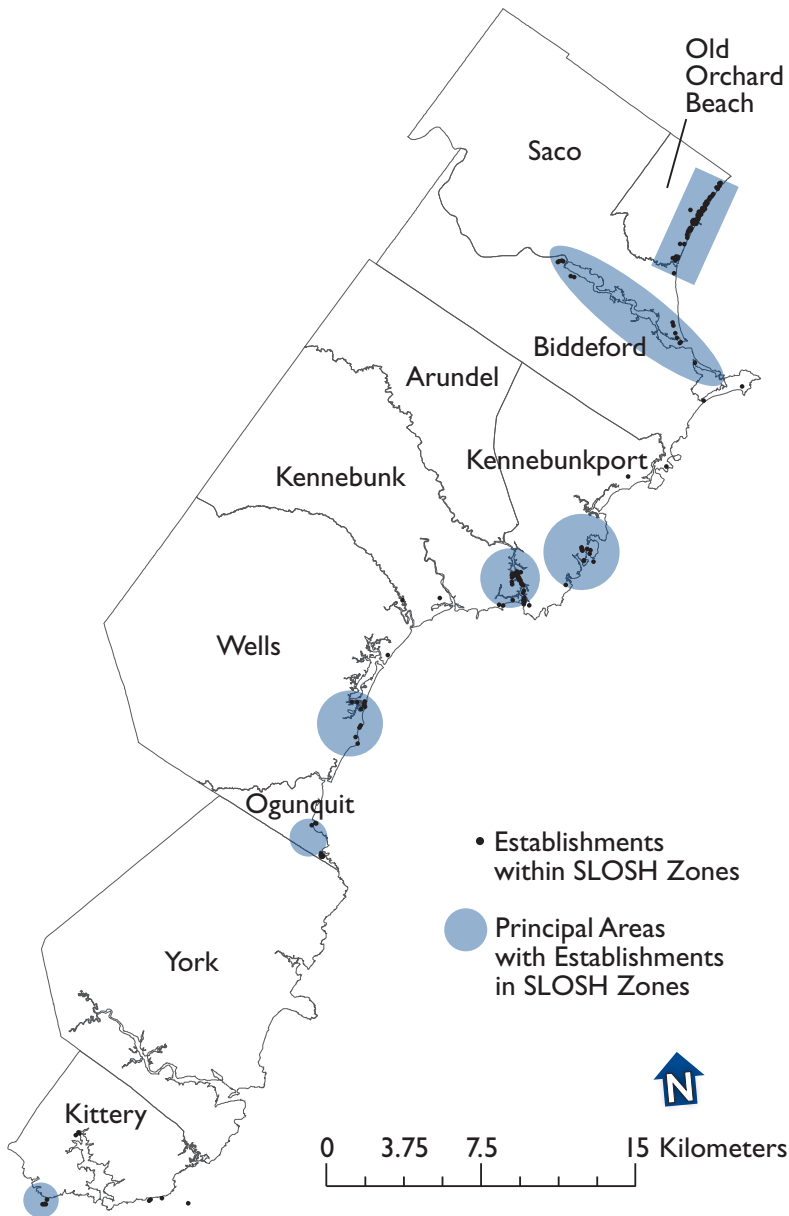 Old
Orchard
Beach
Saco
Biddeford
Arundel
Kennebunkport
Kennebunk
Wells
Ogunquit
• Establishments
within SLOSH Zones
Principal Areas
with Establishments
in SLOSH Zones
York
N
Kittery
0 3.75 7.5 15 Kilometers